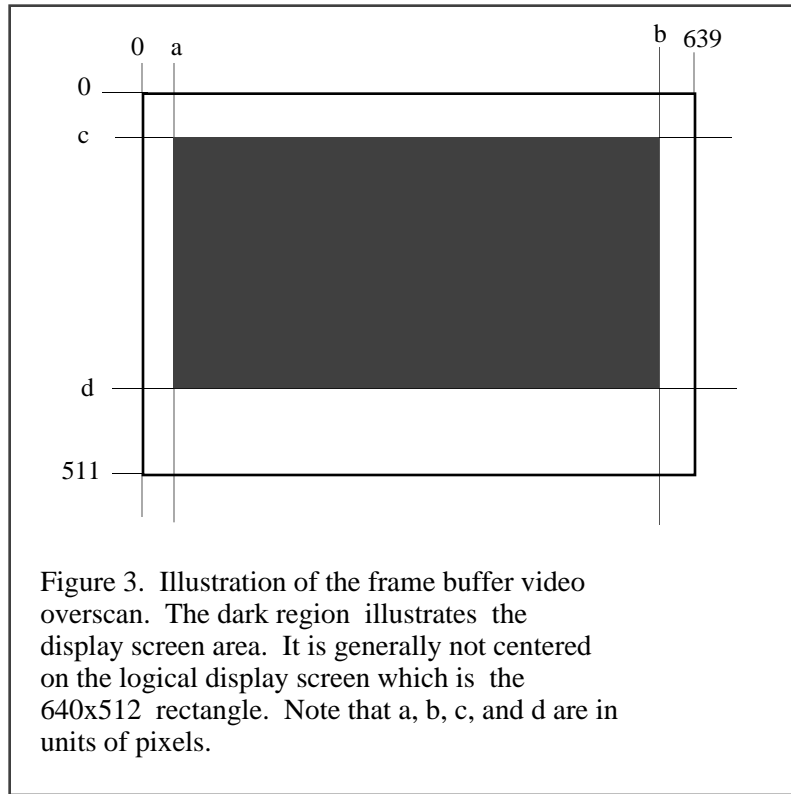 0 a b 639
0
c
d
511
Figure 3. Illustration of the frame buffer video
overscan. The dark region illustrates the
display screen area. It is generally not centered
on the logical display screen which is the
640x512 rectangle. Note that a, b, c, and d are in
units of pixels.